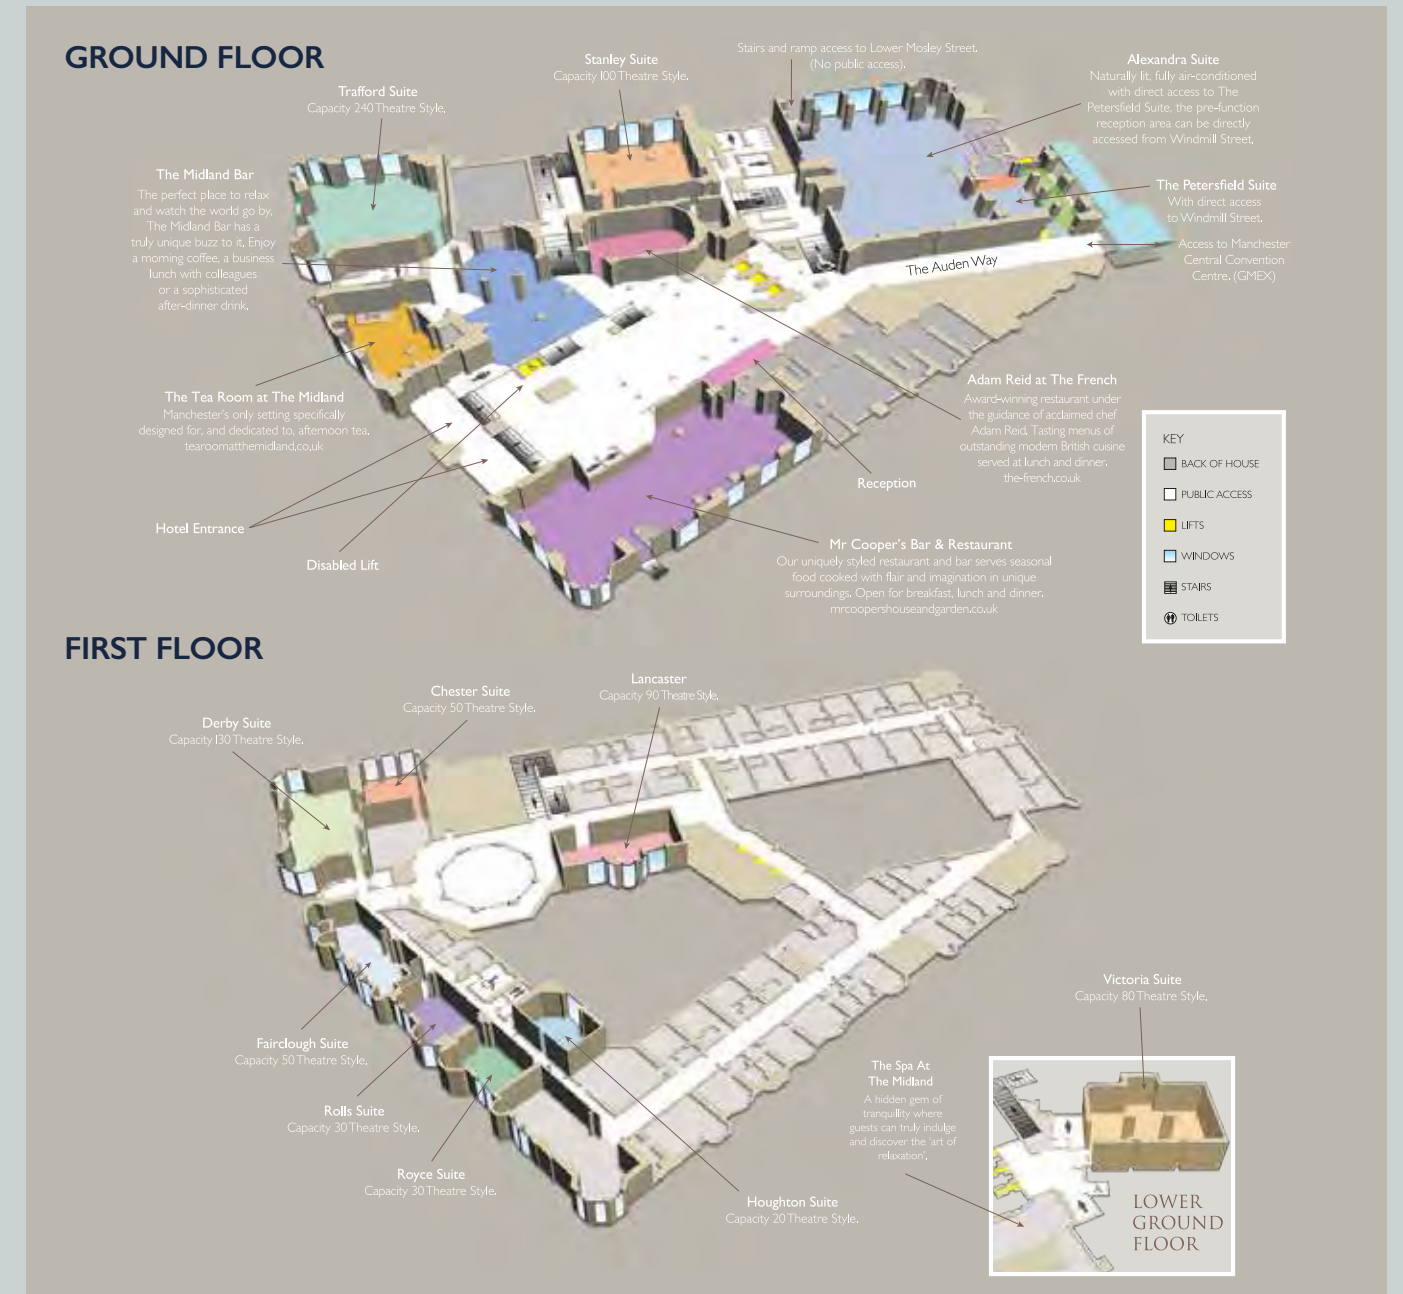 GROUND FLOOR
Trafford Suite
Capacity 240 Theatre Style.
Stanley Suite
Capacity 100 Theatre Style.
Stairs and ramp access to Lower Mosley Street.
(No public access).
Alexandra Suite
Naturally lit, fully air-conditioned
with direct access to The
Petersfield Suite, the pre-function
reception area can be directly
accessed from Windmill Street.
The Midland Bar
The perfect place to relax
and watch the world go by.
The Midland Bar has a
truly unique buzz to it. Enjoy
a morning coffee, a business
lunch with colleagues
or a sophisticated
after-dinner drink.
The Petersfield Suite
With direct access
to Windmill Street.
Access to Manchester
Central Convention
Centre. (GMEX)
The Auden Way
The Tea Room at The Midland
Manchester's only setting specifically
designed for, and dedicated to, afternoon tea.
tearoomatthemidland.co.uk
Adam Reid at The French
Award-winning restaurant under
the guidance of acclaimed chef
Adam Reid. Tasting menus of
outstanding modern British cuisine
served at lunch and dinner.
the-french.co.uk
Reception
Hotel Entrance
Disabled Lift
Mr Cooper's Bar & Restaurant
Our uniquely styled restaurant and bar serves seasonal
food cooked with flair and imagination in unique
surroundings. Open for breakfast, lunch and dinner.
mrcoopershouseandgarden.co.uk
KEY
BACK OF HOUSE
PUBLIC ACCESS
LIFTS
WINDOWS
STAIRS
TOILETS
FIRST FLOOR
Derby Suite
Capacity 130 Theatre Style.
Chester Suite
Capacity 50 Theatre Style.
Lancaster
Capacity 90 Theatre Style.
Fairclough Suite
Capacity 50 Theatre Style.
Rolls Suite
Capacity 30 Theatre Style.
Royce Suite
Capacity 30 Theatre Style.
Houghton Suite
Capacity 20 Theatre Style.
Victoria Suite
Capacity 80 Theatre Style.
The Spa At
The Midland
A hidden gem of
tranquillity where
guests can truly indulge
and discover the 'art of
relaxation'.
LOWER
GROUND
FLOOR